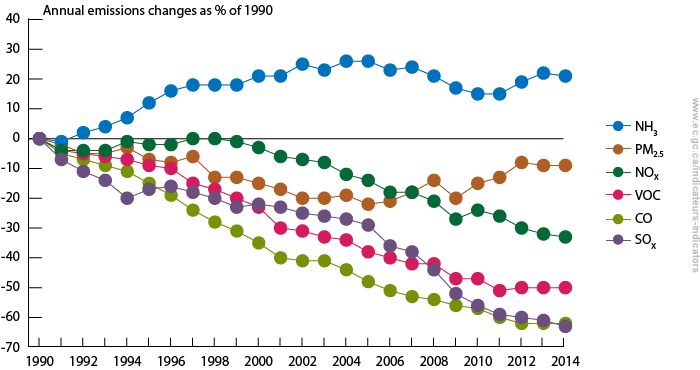 Annual emissions changes as % of 1990
40
30
20
10
0
-10
-20
-30
-40
-50
-60
-70
1990 1992 1994 1996 1998 2000 2002 2004 2006 2008 2010 2012 2014
NH3
PM2.5
NOX
VOC
CO
SOX
www.ec.gc.ca/indicateurs-indicators